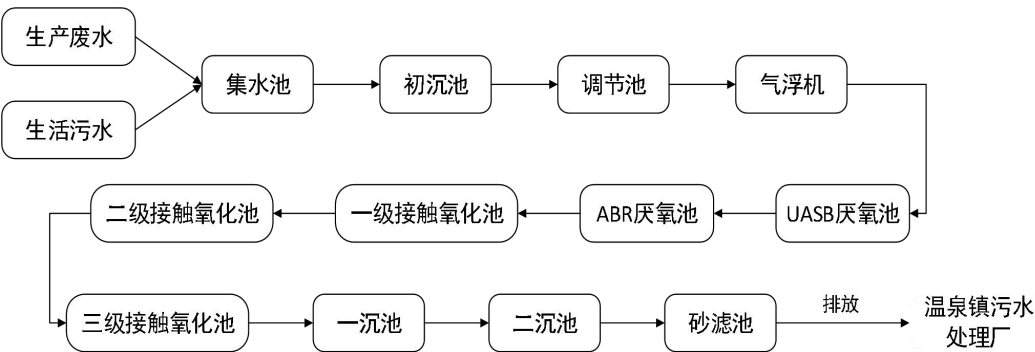 生产废水
生活污水
集水池
初沉池
调节池
气浮机
二级接触氧化池
一级接触氧化池
ABR厌氧池
UASB厌氧池
三级接触氧化池
一沉池
二沉池
砂滤池
排放
温泉镇污水
处理厂